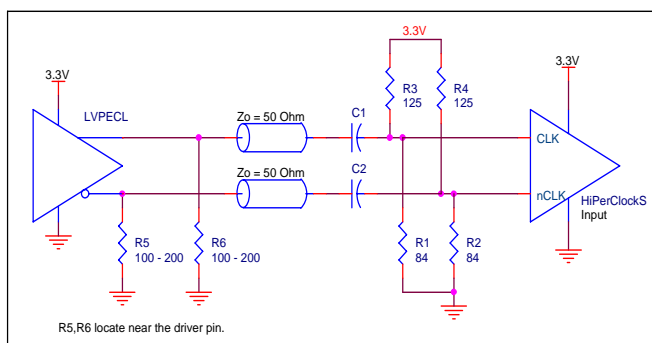 3.3V
3.3V
3.3V
LVPECL
R3
125
R4
125
Zo = 50 Ohm
C1
CLK
Zo = 50 Ohm
C2
nCLK
HiPerClockS
Input
R5
100 - 200
R6
100 - 200
R1
84
R2
84
R5,R6 locate near the driver pin.